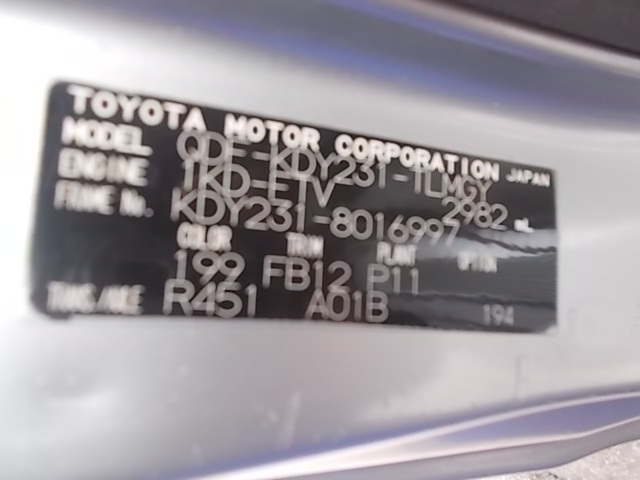 TOYOTA MOTOR CORPORATION JAPAN
MODEL QDF-KDY231-TLMGY
ENGINE 1KD-FTV 2982 mL
FRAME No. KDY231-8016997
COLOR TRIM PLANT OPTION
199 FB12 P11
TRANS/AXLE R451 A01B 194